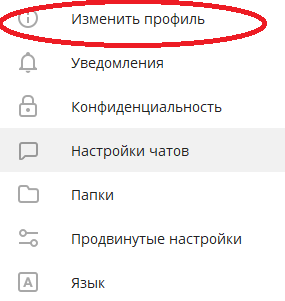 Изменить профиль
Уведомления
Конфиденциальность
Настройки чатов
Папки
Продвинутые настройки
A Язык